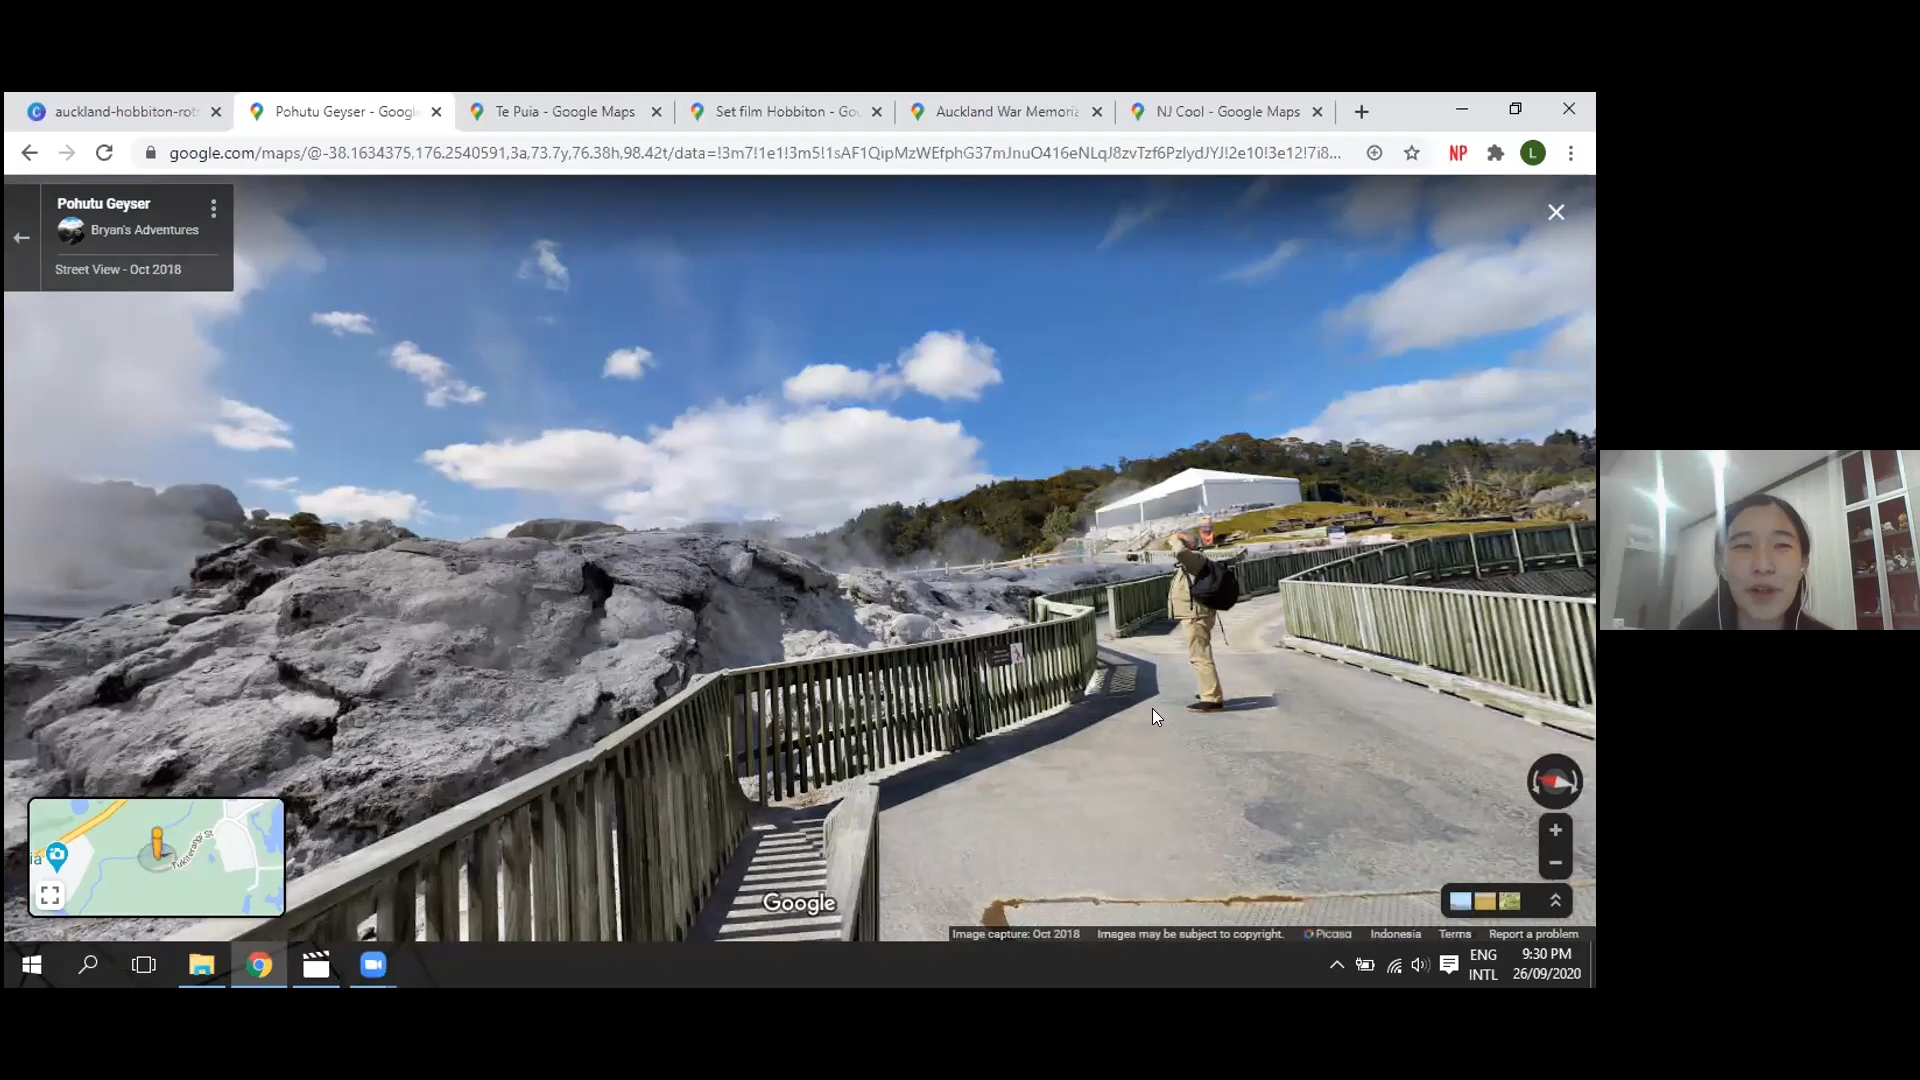 auckland-hobbiton-rot
Pohutu Geyser - Googl
Te Puia - Google Maps
Set film Hobbiton - Go
Auckland War Memoria
NJ Cool - Google Maps
google.com/maps/@-38.1634375,176.2540591,3a,73.7y,76.38h,98.42t/data=!3m7!1e1!3m5!1sAF1QipMzWEfphG37mJnuO416eNLqJ8zvTzf6PzlydJYJ!2e10!3e12!7i8...
NP
L
Pohutu Geyser
Bryan's Adventures
Street View - Oct 2018
ia
Tukiterangi St
Google
Image capture: Oct 2018 Images may be subject to copyright. Picasa Indonesia Terms Report a problem
ENG
INTL
9:30 PM
26/09/2020